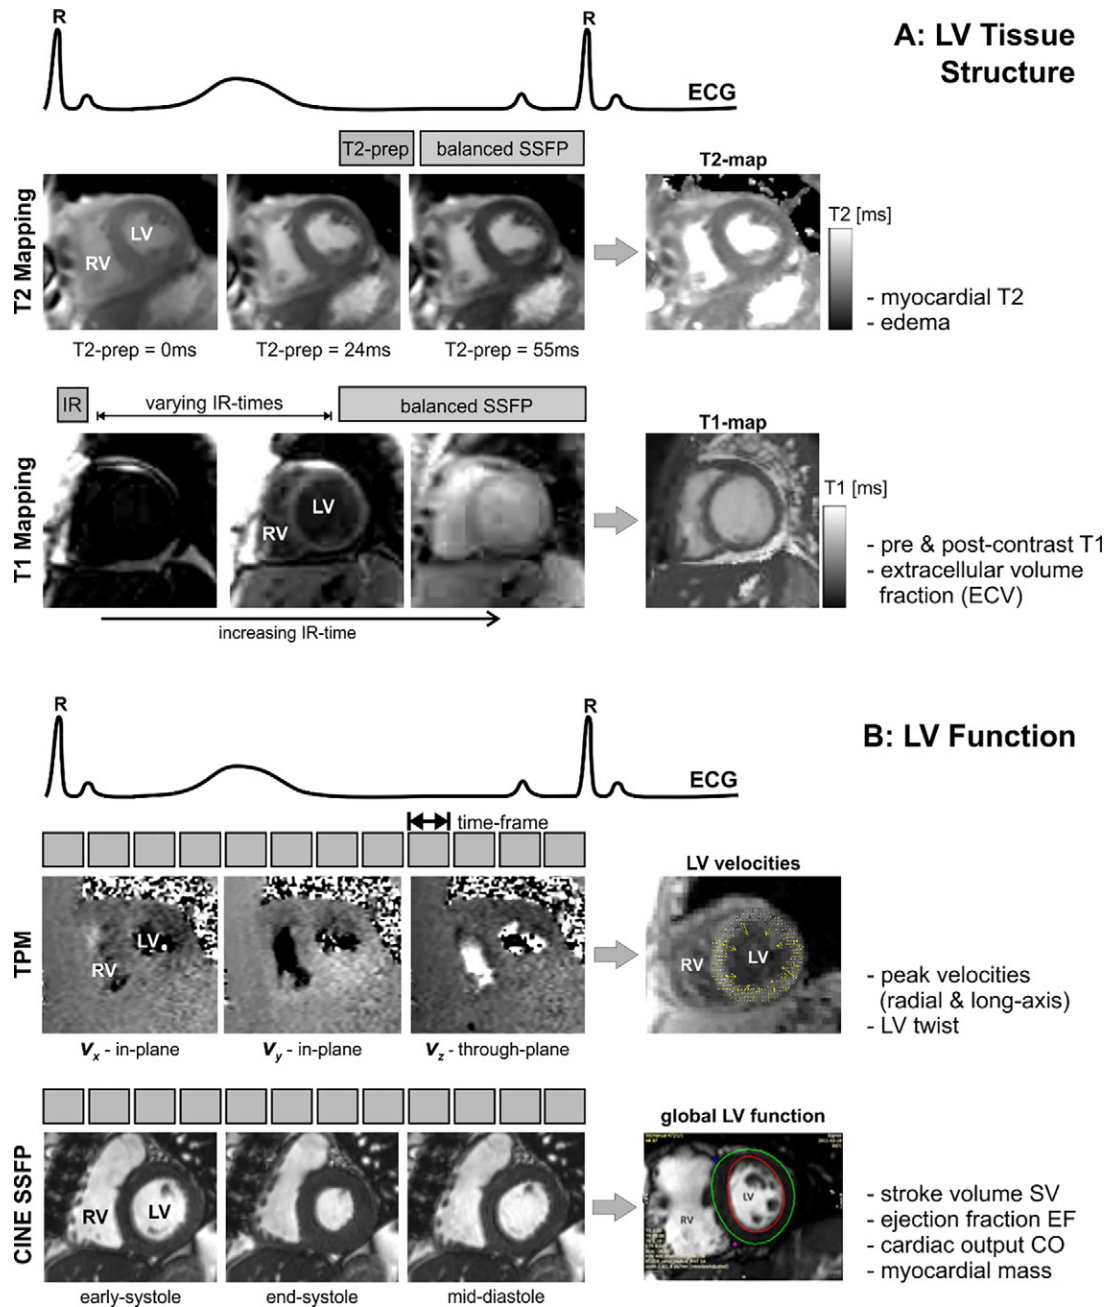 R
R
A: LV Tissue
Structure
ECG
T2-prep
balanced SSFP
T2 Mapping
LV
RV
T2-map
T2 [ms]
- myocardial T2
- edema
T2-prep = 0ms
T2-prep = 24ms
T2-prep = 55ms
IR
varying IR-times
balanced SSFP
T1 Mapping
LV
RV
T1-map
T1 [ms]
- pre & post-contrast T1
- extracellular volume
fraction (ECV)
increasing IR-time
R
R
B: LV Function
ECG
time-frame
TPM
LV
RV
LV velocities
RV
LV
- peak velocities
(radial & long-axis)
- LV twist
Vx - in-plane
Vy - in-plane
Vz - through-plane
CINE SSFP
RV
LV
global LV function
LV
RV
- stroke volume SV
- ejection fraction EF
- cardiac output CO
- myocardial mass
early-systole
end-systole
mid-diastole